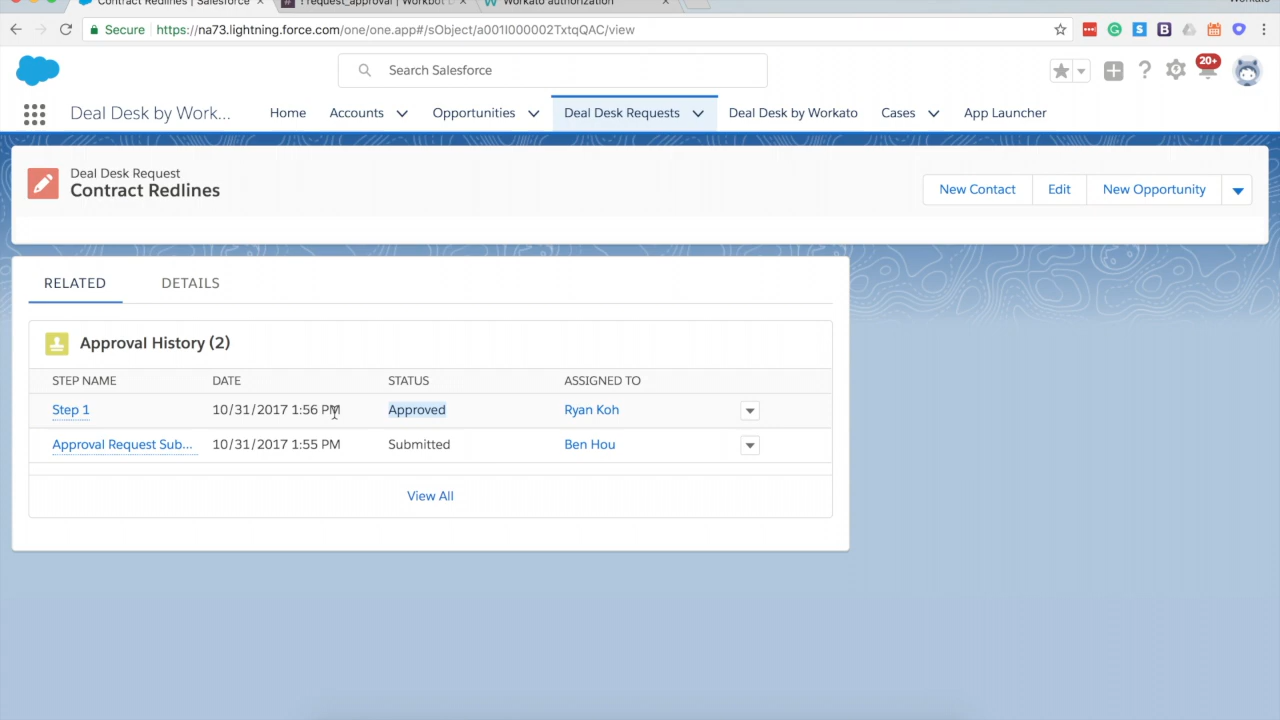 Contract Redlines | Salesforce
request_approval | Workbot
Workato authorization
Secure https://na73.lightning.force.com/one/one.app#/sObject/a001I000002TxtqQAC/view
S B
Search Salesforce
20+
Deal Desk by Work... Home Accounts Opportunities Deal Desk Requests Deal Desk by Workato Cases App Launcher
Deal Desk Request
Contract Redlines
New Contact Edit New Opportunity
RELATED DETAILS
Approval History (2)
STEP NAME DATE STATUS ASSIGNED TO
Step 1 10/31/2017 1:56 PM Approved Ryan Koh
Approval Request Sub... 10/31/2017 1:55 PM Submitted Ben Hou
View All